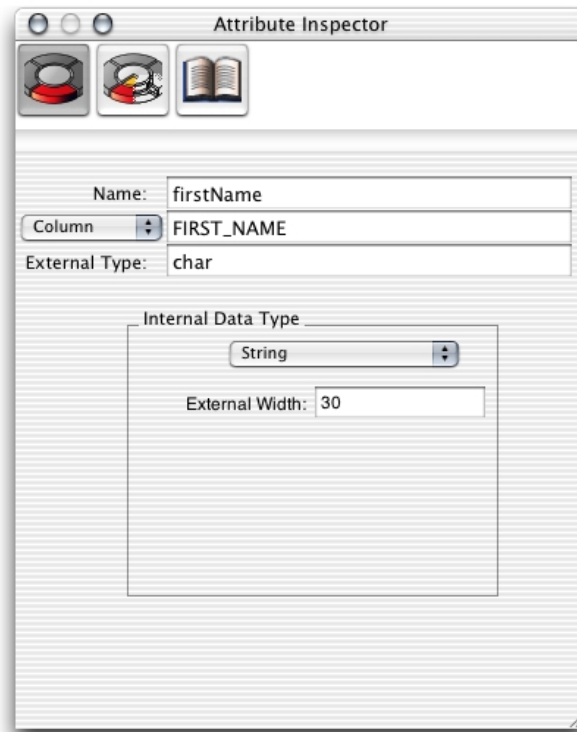 Attribute Inspector
Name: firstName
Column FIRST_NAME
External Type: char
Internal Data Type
String
External Width: 30